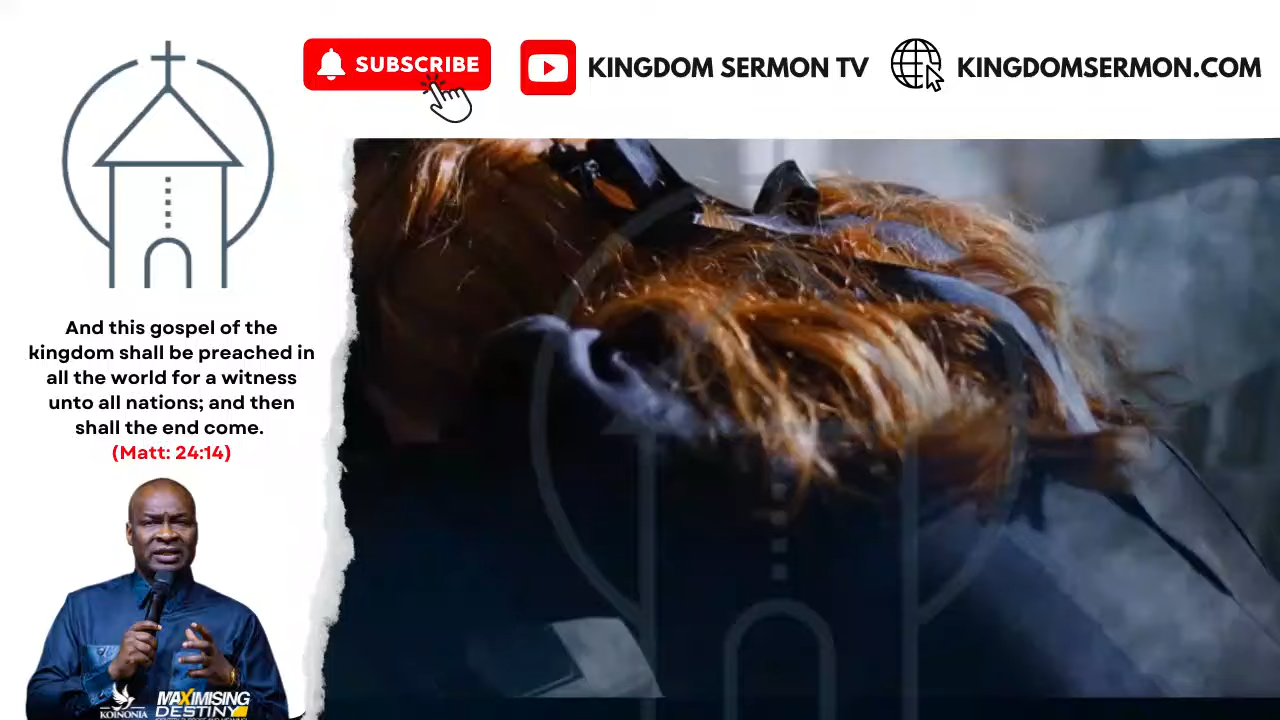 SUBSCRIBE
KINGDOM SERMON TV
KINGDOMSERMON.COM
And this gospel of the
kingdom shall be preached in
all the world for a witness
unto all nations; and then
shall the end come.
(Matt: 24:14)
KOINONIA
MAXIMISING
DESTINY